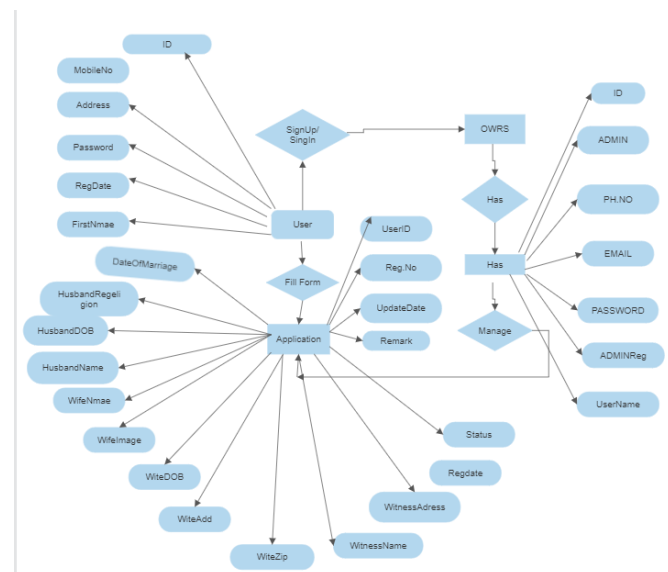 ID
MobileNo
Address
Password
RegDate
FirstNmae
SignUp/
SingIn
OWRS
ID
ADMIN
Has
PH.NO
User
UserID
EMAIL
Has
DateOfMarriage
Fill Form
Reg.No
HusbandRegeli
gion
UpdateDate
PASSWORD
HusbandDOB
Application
Remark
Manage
ADMINReg
HusbandName
WifeNmae
UserName
WifeImage
Status
WiteDOB
Regdate
WiteAdd
WitnessAdress
WiteZip
WitnessName